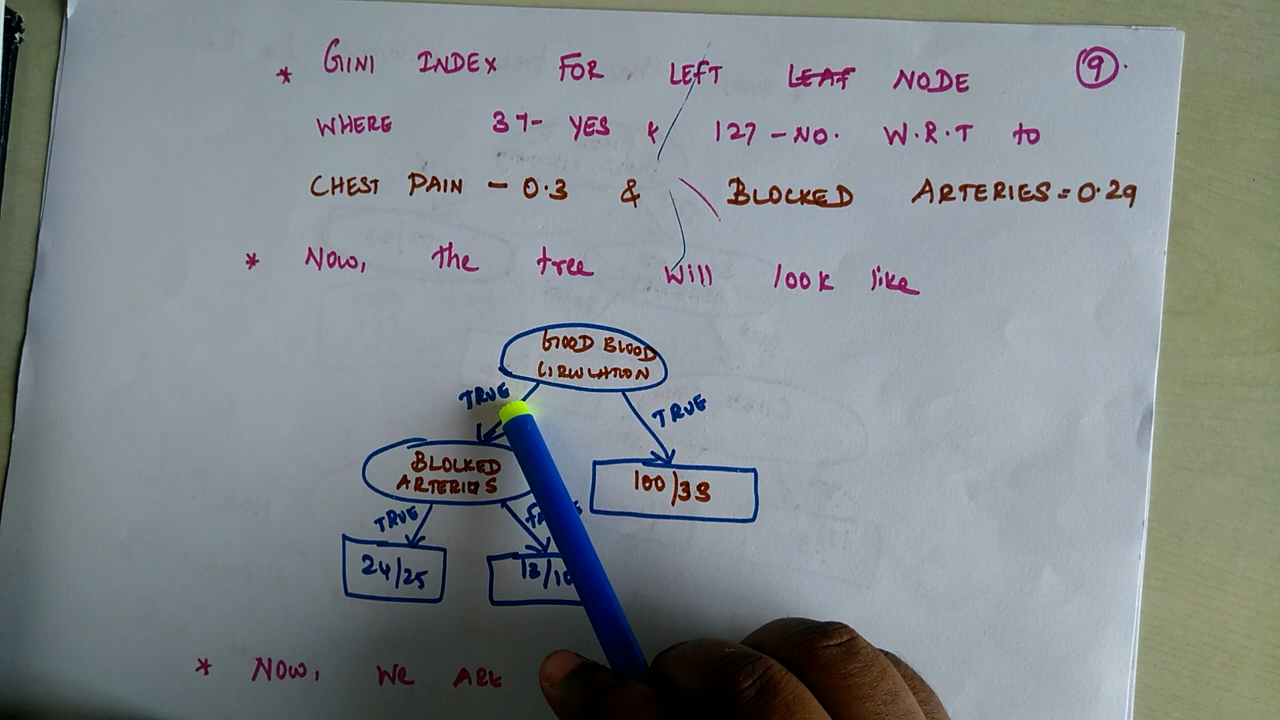 * GINI INDEX FOR LEFT LEAF NODE 9.
WHERE 37- YES & 127 - NO. W.R.T to
CHEST PAIN - 0.3 & BLOCKED ARTERIES = 0.29
* NOW, the tree will look like
GOOD BLOOD
CIRCULATION
TRUE
TRUE
BLOCKED
ARTERIES
100/33
TRUE
24/25
* NOW, WE ARE